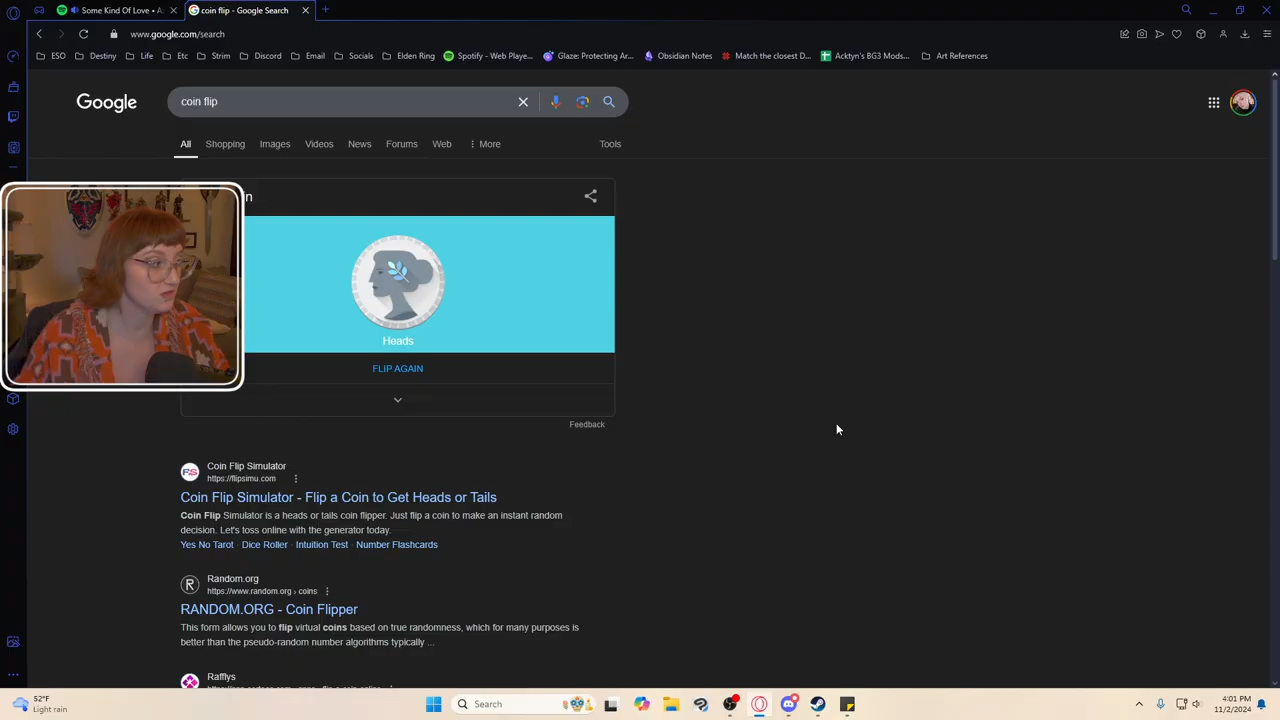 Some Kind Of Love • A
coin flip - Google Search
www.google.com/search
ESO
Destiny
Life
Etc
Strim
Discord
Email
Socials
Elden Ring
Spotify - Web Playe...
Glaze: Protecting Ar...
Obsidian Notes
Match the closest D...
Acktyn's BG3 Mods...
Art References
Google
coin flip
All
Shopping
Images
Videos
News
Forums
Web
More
Tools
Heads
FLIP AGAIN
Feedback
Coin Flip Simulator
https://flipsimu.com
Coin Flip Simulator - Flip a Coin to Get Heads or Tails
Coin Flip Simulator is a heads or tails coin flipper. Just flip a coin to make an instant random
decision. Let's toss online with the generator today.
Yes No Tarot · Dice Roller · Intuition Test · Number Flashcards
R
Random.org
https://www.random.org › coins
RANDOM.ORG - Coin Flipper
This form allows you to flip virtual coins based on true randomness, which for many purposes is
better than the pseudo-random number algorithms typically ...
Rafflys
52°F
Light rain
Search
4:01 PM
11/2/2024